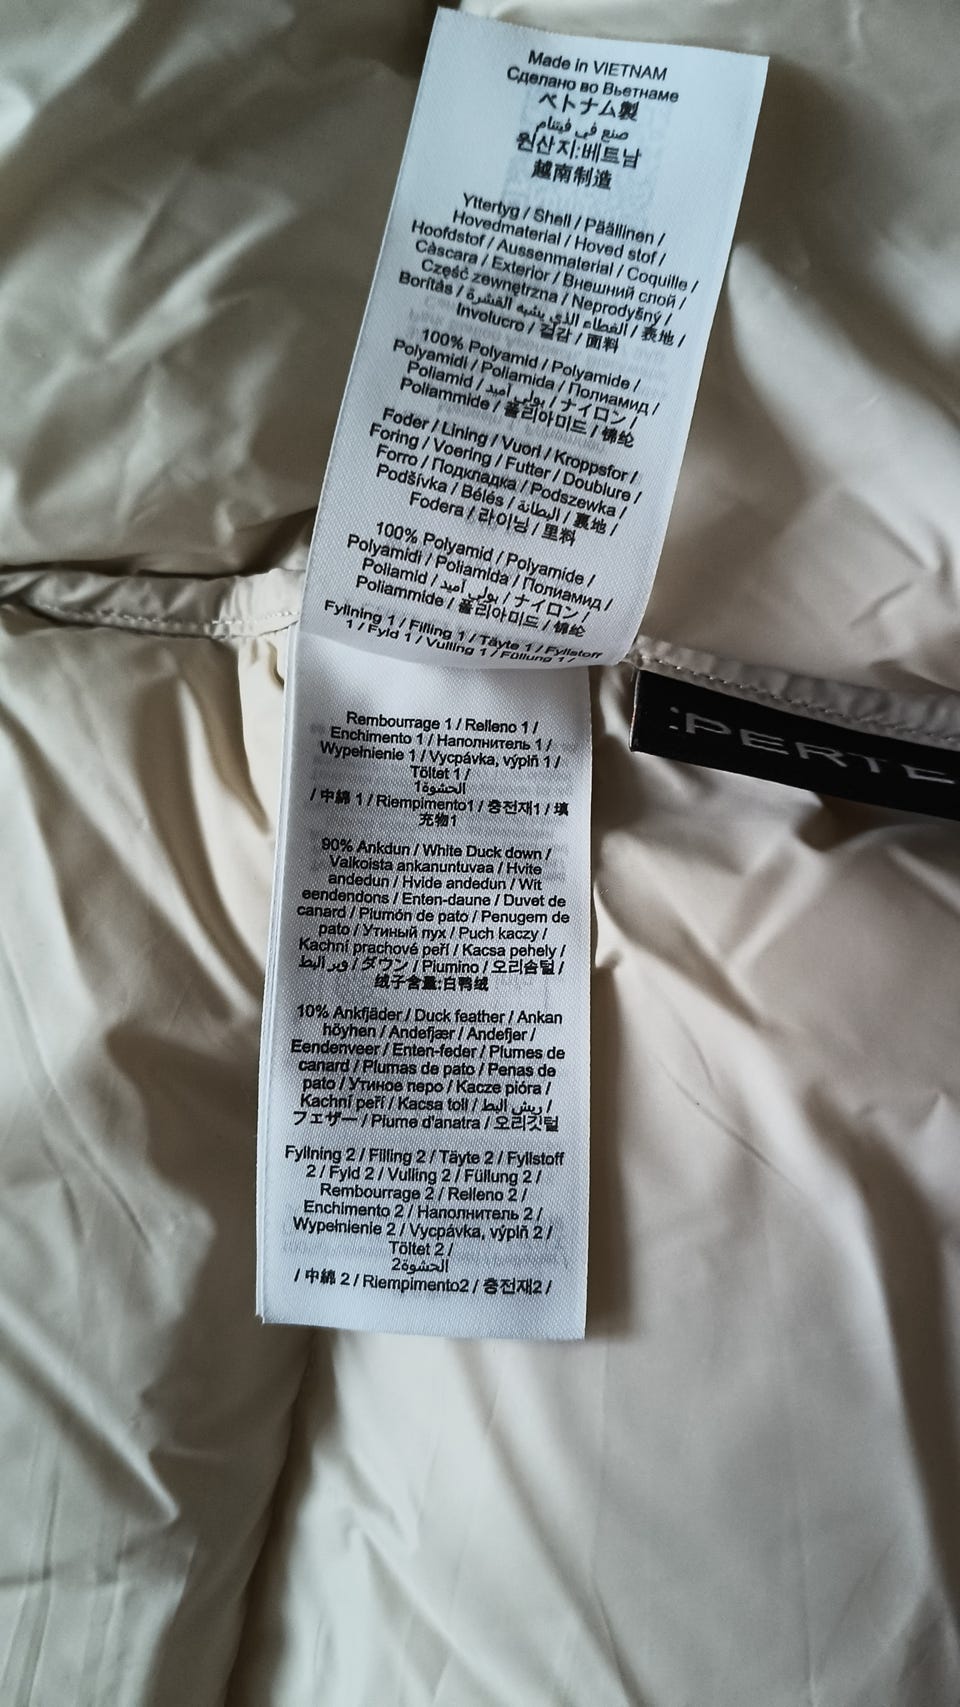 Made in VIETNAM
Сделано во Вьетнаме
ベトナム製
صنع في فيتنام
원산지:베트남
越南制造
Yttertyg / Shell / Päällinen /
Hovedmaterial / Hoved stof /
Hoofdstof / Aussenmaterial / Coquille /
Càscara / Exterior / Внешний слой /
Część zewnętrzna / Neprodyšný /
Borítás / الغطاء الذي يشبه القشرة / 表地 /
Involucro / 겉감 / 面料
100% Polyamid / Polyamide /
Polyamidi / Poliamida / Полиамид /
Poliamid / بولي أميد / ナイロン /
Poliammide / 폴리아미드 / 锦纶
Foder / Lining / Vuori / Kroppsfor /
Foring / Voering / Futter / Doublure /
Forro / Подкладка / Podszewka /
Podšívka / Bélés / البطانة / 裏地 /
Fodera / 라이닝 / 里料
100% Polyamid / Polyamide /
Polyamidi / Poliamida / Полиамид /
Poliamid / بولي أميد / ナイロン /
Poliammide / 폴리아미드 / 锦纶
Fyllning 1 / Filling 1 / Täyte 1 / Fyllstoff
1 / Fyld 1 / Vulling 1 / Füllung 1 /
:PERTE
Rembourrage 1 / Relleno 1 /
Enchimento 1 / Наполнитель 1 /
Wypełnienie 1 / Vycpávka, výplň 1 /
Töltet 1 /
الحشوة1
/ 中綿 1 / Riempimento1 / 충전재1 / 填
充物1
90% Ankdun / White Duck down /
Valkoista ankanuntuvaa / Hvite
andedun / Hvide andedun / Wit
eendendons / Enten-daune / Duvet de
canard / Plumón de pato / Penugem de
pato / Утиный пух / Puch kaczy /
Kachní prachové peří / Kacsa pehely /
وبر البط / ダウン / Piumino / 오리솜털 /
绒子含量:白鸭绒
10% Ankfjäder / Duck feather / Ankan
höyhen / Andefjær / Andefjer /
Eendenveer / Enten-feder / Plumes de
canard / Plumas de pato / Penas de
pato / Утиное перо / Kacze pióra /
Kachní peří / Kacsa toll / ريش البط /
フェザー / Piume d'anatra / 오리깃털
Fyllning 2 / Filling 2 / Täyte 2 / Fyllstoff
2 / Fyld 2 / Vulling 2 / Füllung 2 /
Rembourrage 2 / Relleno 2 /
Enchimento 2 / Наполнитель 2 /
Wypełnienie 2 / Vycpávka, výplň 2 /
Töltet 2 /
الحشوة2
/ 中綿 2 / Riempimento2 / 충전재2 /